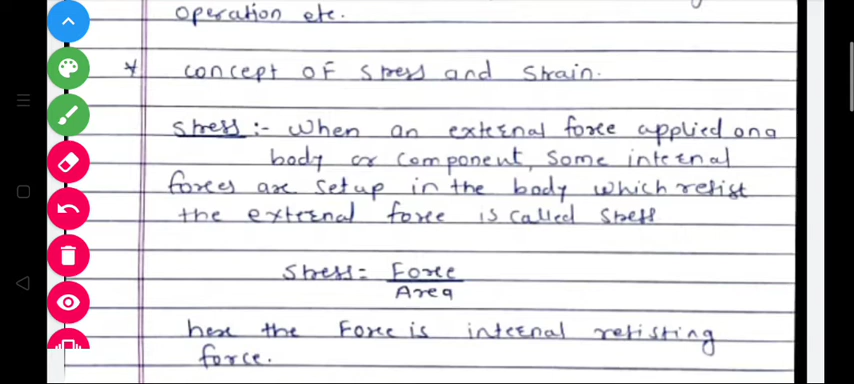 operation etc.
* concept of stress and strain.
stress :- when an external force applied on a
body or component, some internal
forces are setup in the body which resist
the external force is called stress
stress = Force
Area
here the Force is internal resisting
force.